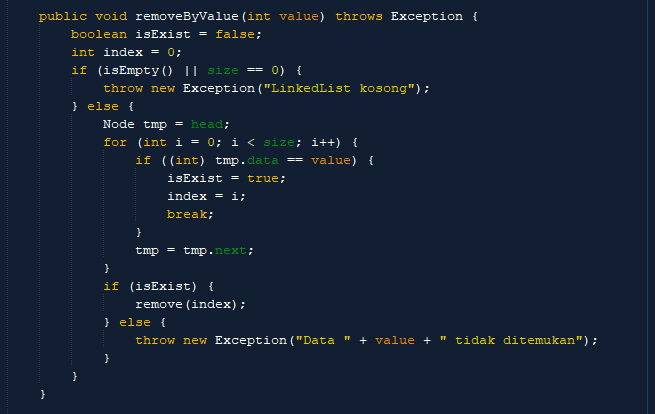 public void removeByValue(int value) throws Exception {
    boolean isExist = false;
    int index = 0;
    if (isEmpty() || size == 0) {
        throw new Exception("LinkedList kosong");
    } else {
        Node tmp = head;
        for (int i = 0; i < size; i++) {
            if ((int) tmp.data == value) {
                isExist = true;
                index = i;
                break;
            }
            tmp = tmp.next;
        }
        if (isExist) {
            remove(index);
        } else {
            throw new Exception("Data " + value + " tidak ditemukan");
        }
    }
}